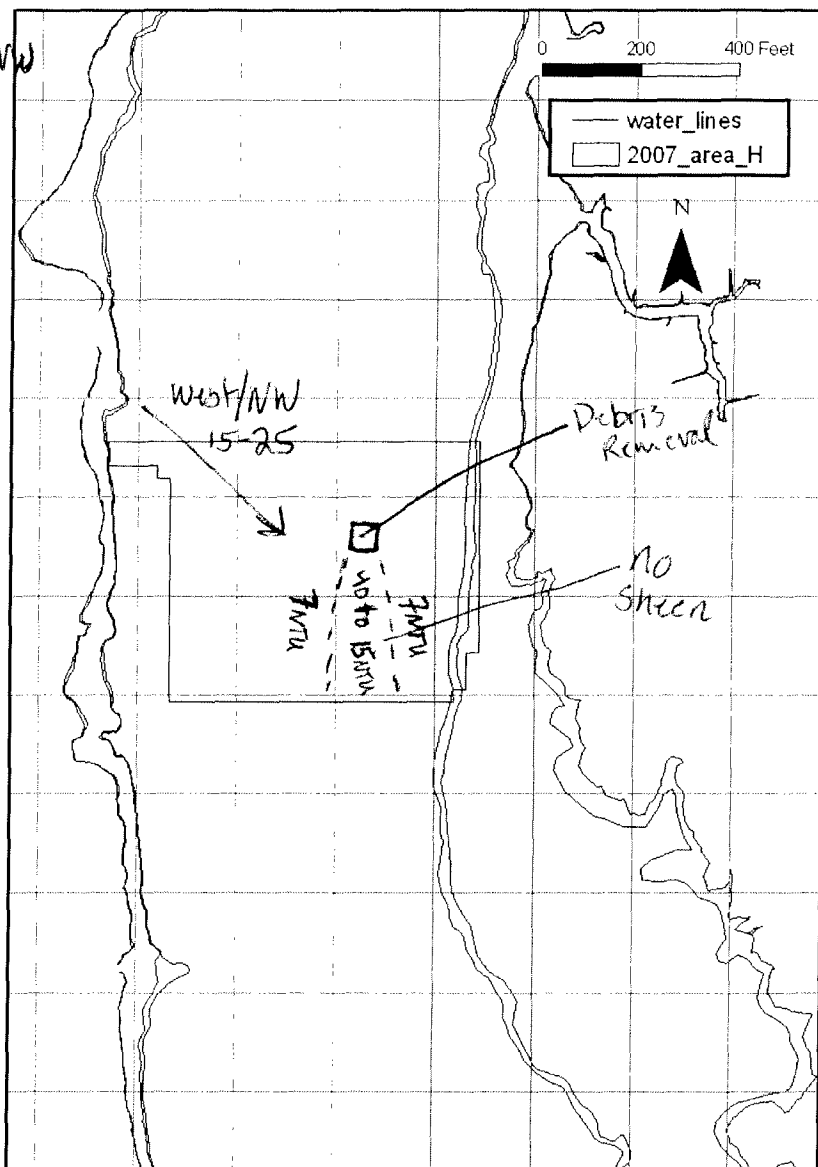 NW
0 200 400 Feet
water_lines
2007_area_H
N
West/NW
15-25
Debris
Removal
7NTU
up to 15NTU
7NTU
no
Sheen